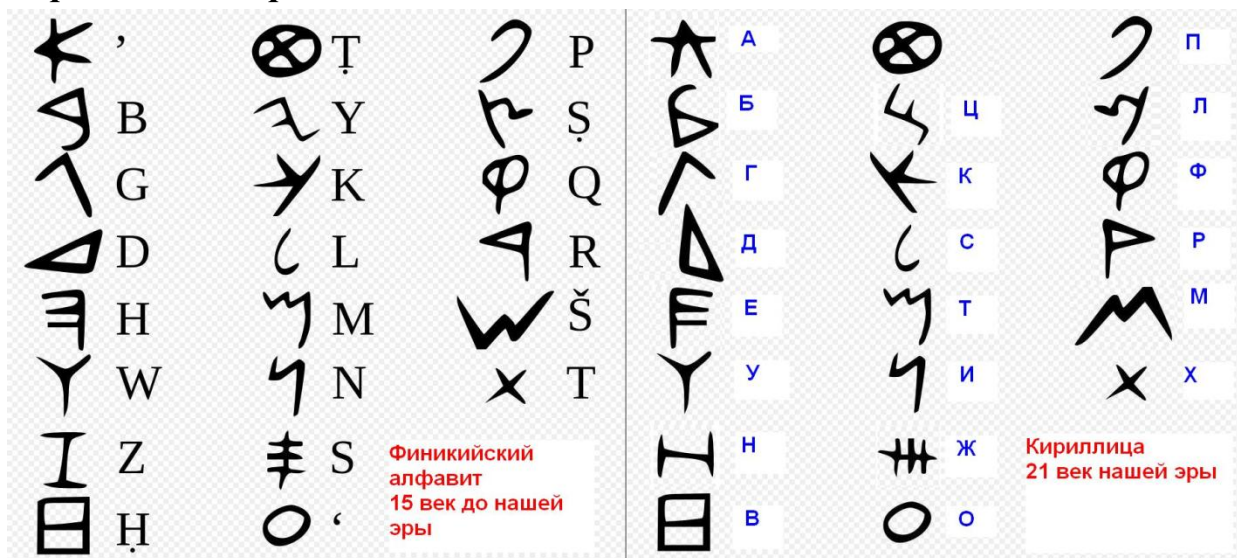 ’
B
G
D
H
W
Z
Ḥ
Ṭ
Y
K
L
M
N
S
‘
P
Ṣ
Q
R
Š
T
Финикийский
алфавит
15 век до нашей
эры
А
Б
Г
Д
Е
У
Н
В
Ц
К
С
Т
И
Ж
О
П
Л
Ф
Р
М
Х
Кириллица
21 век нашей эры